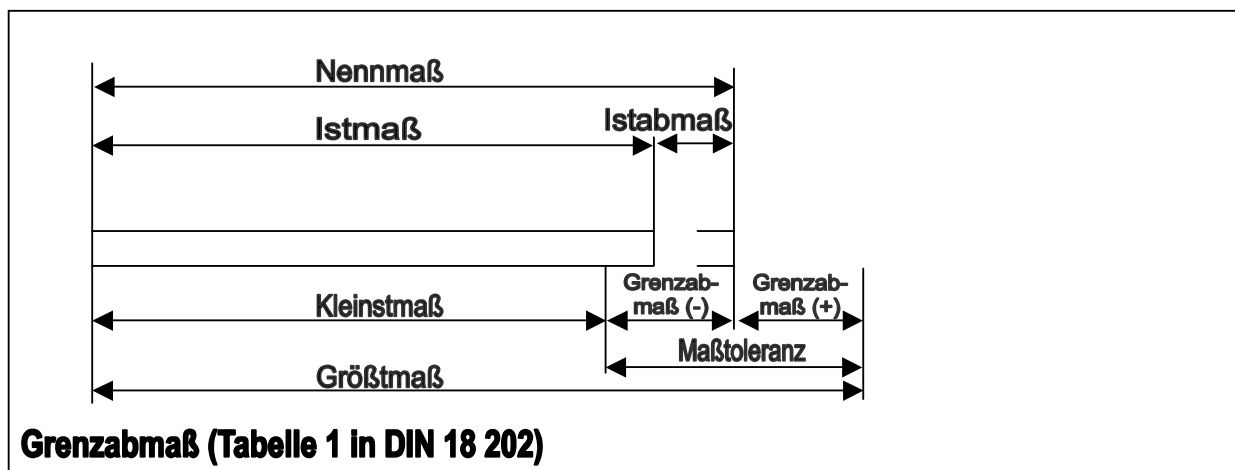 Nennmaß
Istmaß
Istabmaß
Grenzab-
maß (-)
Grenzab-
maß (+)
Kleinstmaß
Maßtoleranz
Größtmaß
Grenzabmaß (Tabelle 1 in DIN 18 202)